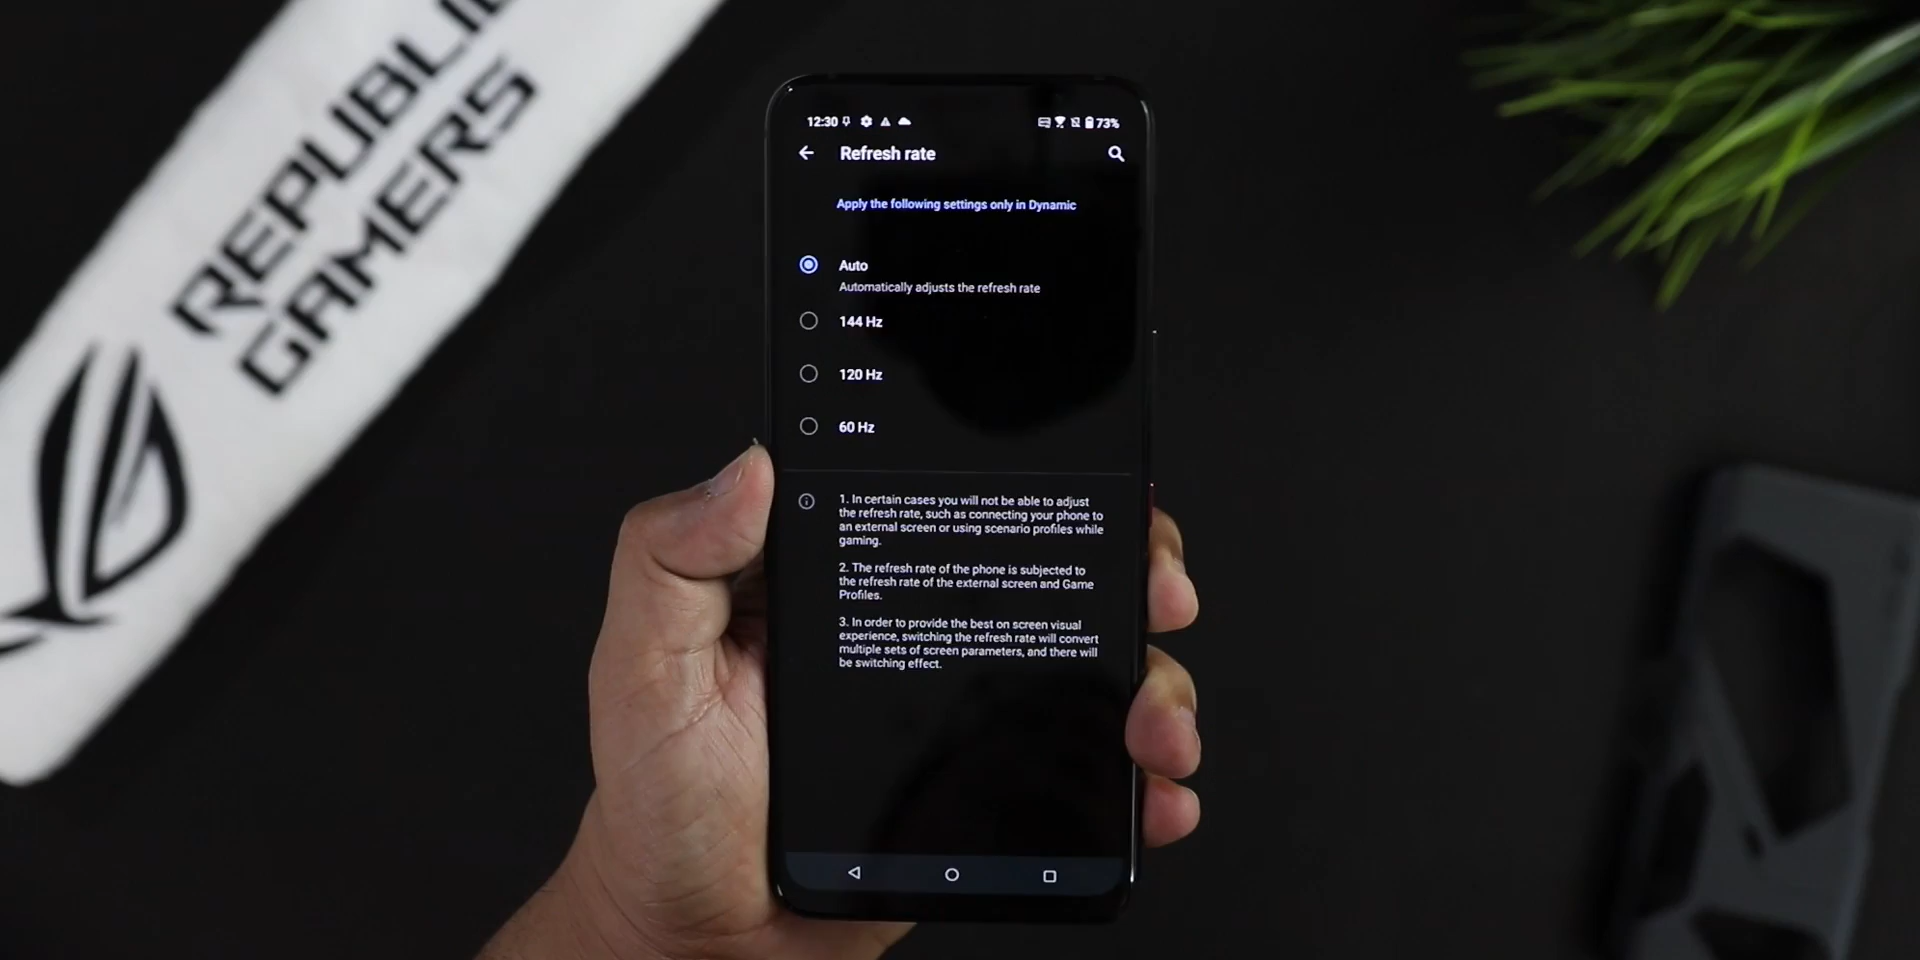 REPUBLIC
GAMERS
12:30
73%
Refresh rate
Apply the following settings only in Dynamic
Auto
Automatically adjusts the refresh rate
144 Hz
120 Hz
60 Hz
1. In certain cases you will not be able to adjust
the refresh rate, such as connecting your phone to
an external screen or using scenario profiles while
gaming.
2. The refresh rate of the phone is subjected to
the refresh rate of the external screen and Game
Profiles.
3. In order to provide the best on screen visual
experience, switching the refresh rate will convert
multiple sets of screen parameters, and there will
be switching effect.